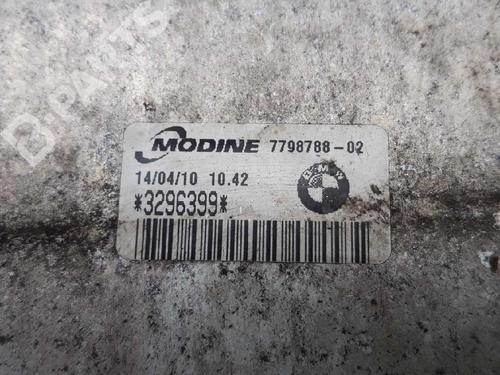 B-PARTS
MODINE 7798788-02
14/04/10 10.42
BMW
*3296399*